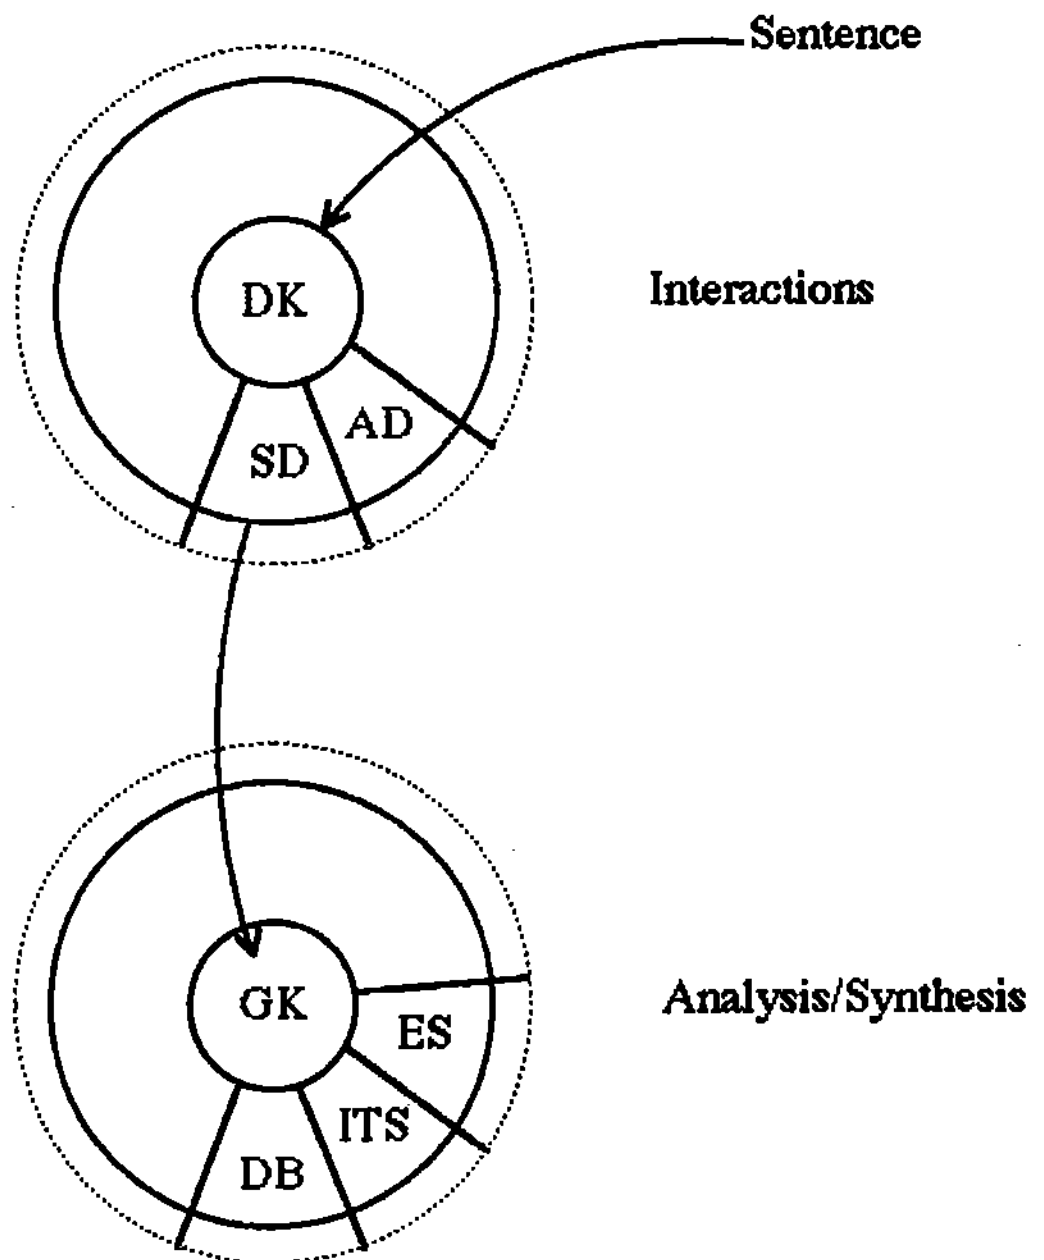 Sentence
DK
Interactions
AD
SD
GK
Analysis/Synthesis
ES
ITS
DB